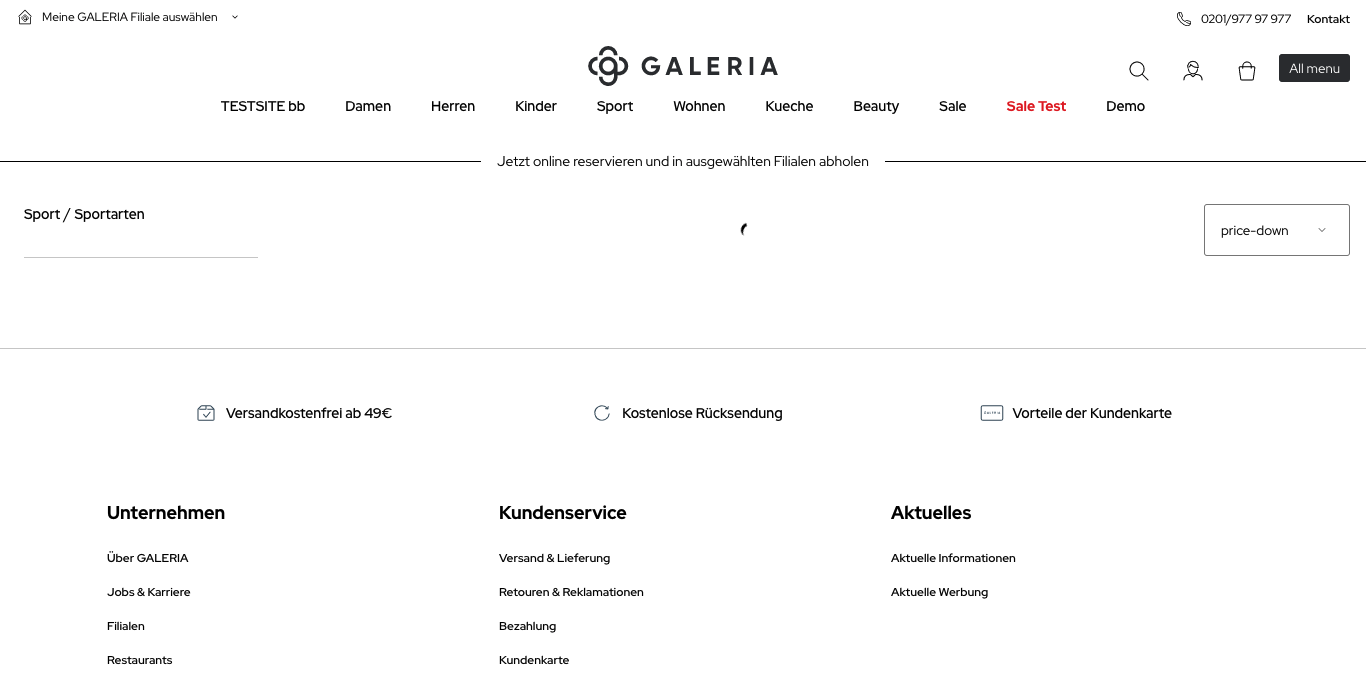 Meine GALERIA Filiale auswählen
0201/977 97 977 Kontakt
GALERIA
All menu
TESTSITE bb Damen Herren Kinder Sport Wohnen Kueche Beauty Sale Sale Test Demo
Jetzt online reservieren und in ausgewählten Filialen abholen
Sport / Sportarten
price-down
Versandkostenfrei ab 49€ Kostenlose Rücksendung Vorteile der Kundenkarte
Unternehmen
Über GALERIA
Jobs & Karriere
Filialen
Restaurants
Kundenservice
Versand & Lieferung
Retouren & Reklamationen
Bezahlung
Kundenkarte
Aktuelles
Aktuelle Informationen
Aktuelle Werbung